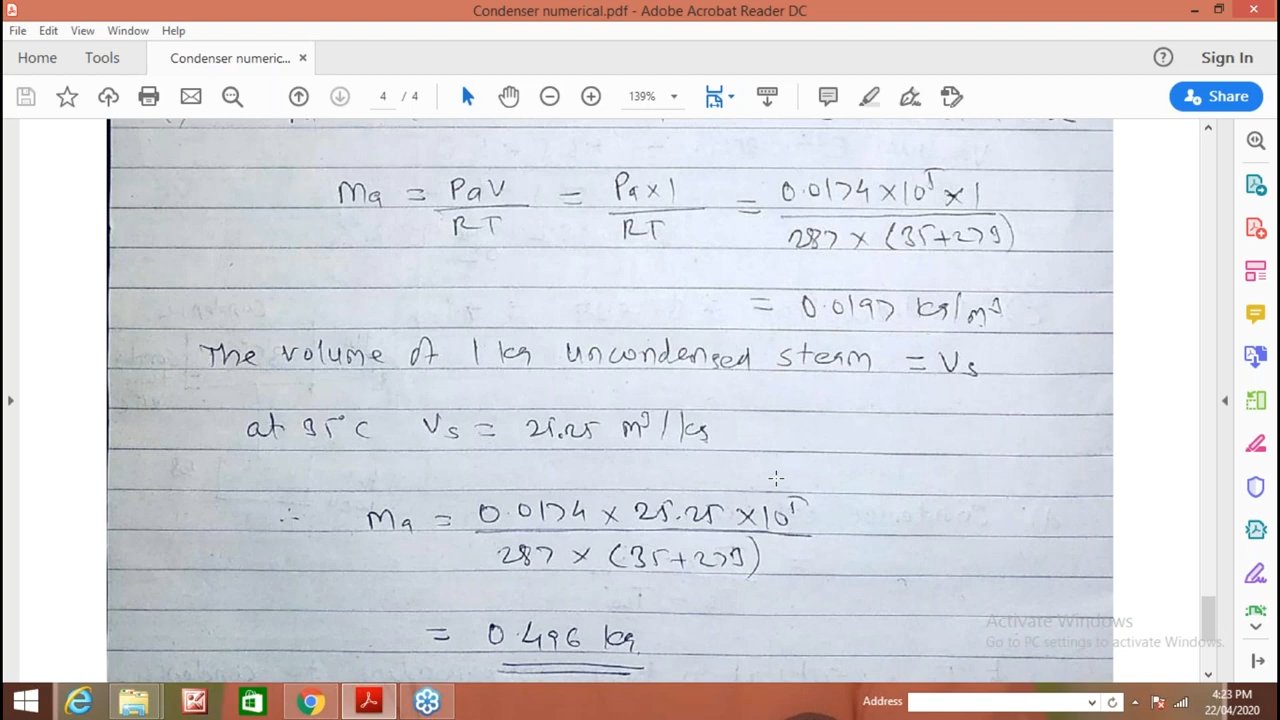 Condenser numerical.pdf - Adobe Acrobat Reader DC
File Edit View Window Help
Home Tools Condenser numeric... × Sign In
4 / 4 139% Share
Ma = PaV / RT = Pa × 1 / RT = 0.0174 × 10^5 × 1 / 287 × (35+273)
= 0.0197 kg/m³
The volume of 1 kg uncondensed steam = Vs
at 35°C Vs = 25.25 m³/kg
∴ Ma = 0.0174 × 25.25 × 10^5 / 287 × (35+273)
= 0.496 kg
Activate Windows
Go to PC settings to activate Windows.
Address
4:23 PM
22/04/2020